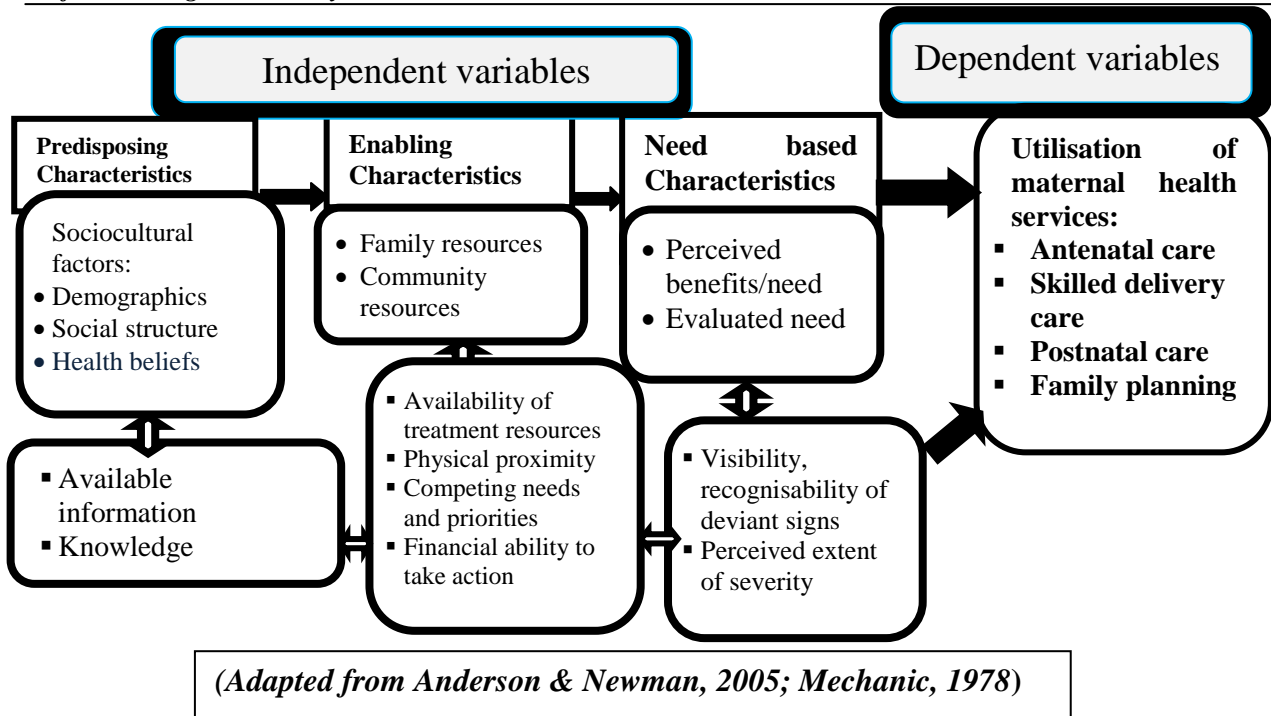 Independent variables
Dependent variables
Predisposing
Characteristics
Sociocultural
factors:
• Demographics
• Social structure
• Health beliefs
▪ Available
information
▪ Knowledge
Enabling
Characteristics
• Family resources
• Community
resources
▪ Availability of
treatment resources
▪ Physical proximity
▪ Competing needs
and priorities
▪ Financial ability to
take action
Need based
Characteristics
• Perceived
benefits/need
• Evaluated need
▪ Visibility,
recognisability of
deviant signs
▪ Perceived extent
of severity
Utilisation of
maternal health
services:
▪ Antenatal care
▪ Skilled delivery
care
▪ Postnatal care
▪ Family planning
(Adapted from Anderson & Newman, 2005; Mechanic, 1978)